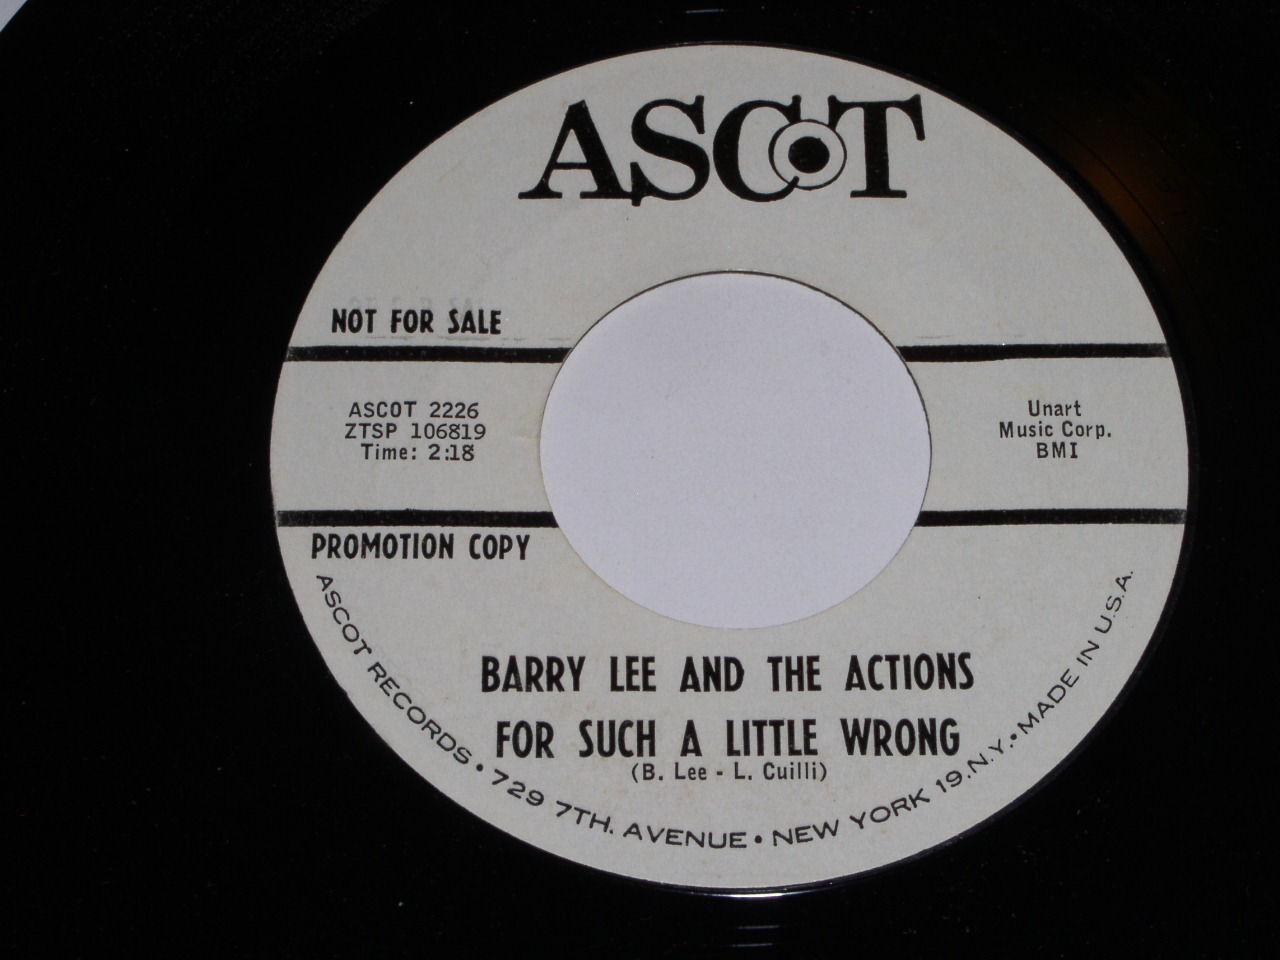 ASCOT
NOT FOR SALE
ASCOT 2226
ZTSP 106819
Time: 2:18
Unart
Music Corp.
BMI
PROMOTION COPY
BARRY LEE AND THE ACTIONS
FOR SUCH A LITTLE WRONG
(B. Lee - L. Cuilli)
ASCOT RECORDS • 729 7TH. AVENUE • NEW YORK 19.N.Y. • MADE IN U.S.A.